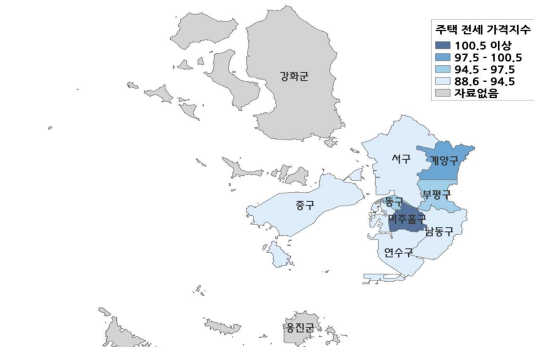 주택 전세 가격지수
100.5 이상
97.5 - 100.5
94.5 - 97.5
88.6 - 94.5
자료없음
강화군
서구
계양구
부평구
중구
동구
미추홀구
남동구
연수구
옹진군